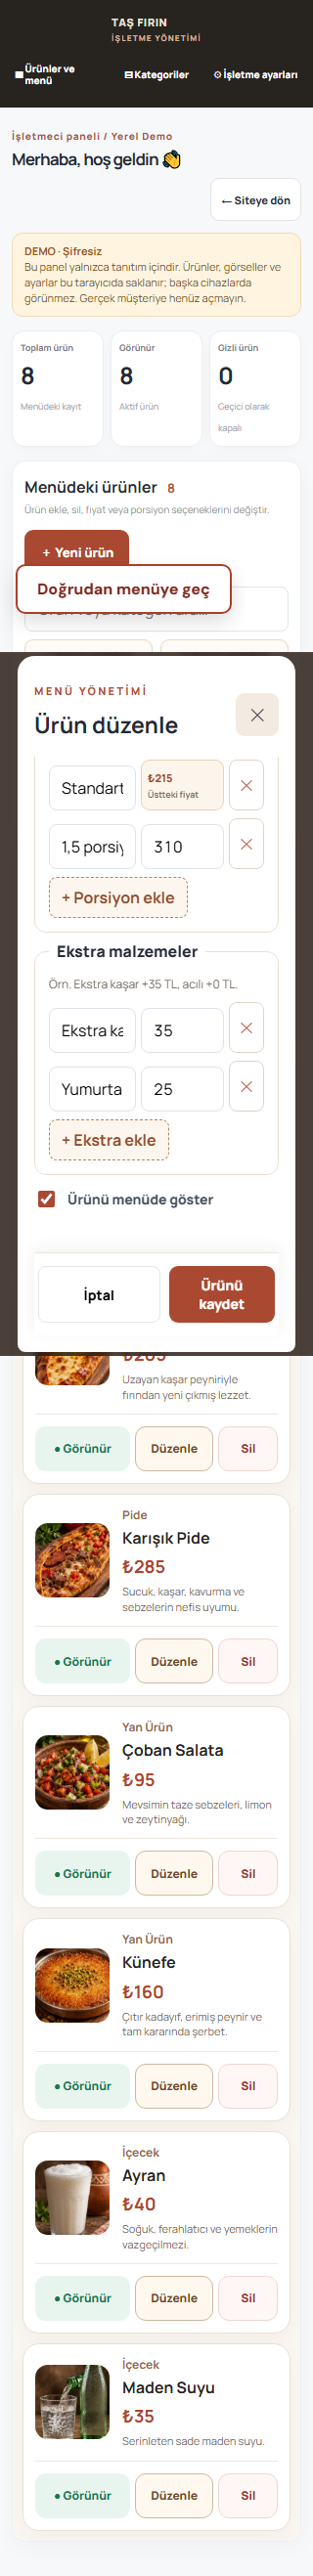 TAŞ FIRIN
İŞLETME YÖNETİMİ
Ürünler ve
menü
Kategoriler
İşletme ayarları
İşletmeci paneli / Yerel Demo
Merhaba, hoş geldin 👋
← Siteye dön
DEMO · Şifresiz
Bu panel yalnızca tanıtım içindir. Ürünler, görseller ve
ayarlar bu tarayıcıda saklanır; başka cihazlarda
görünmez. Gerçek müşteriye henüz açmayın.
Toplam ürün
8
Menüdeki kayıt
Görünür
8
Aktif ürün
Gizli ürün
0
Geçici olarak
kapalı
Menüdeki ürünler 8
Ürün ekle, sil, fiyat veya porsiyon seçeneklerini değiştir.
+ Yeni ürün
Doğrudan menüye geç
MENÜ YÖNETİMİ
Ürün düzenle
Standart
₺215
Üstteki fiyat
1,5 porsiy
310
+ Porsiyon ekle
Ekstra malzemeler
Örn. Ekstra kaşar +35 TL, acılı +0 TL.
Ekstra ka
35
Yumurta
25
+ Ekstra ekle
Ürünü menüde göster
İptal
Ürünü
kaydet
Uzayan kaşar peyniriyle
fırından yeni çıkmış lezzet.
● Görünür
Düzenle
Sil
Pide
Karışık Pide
₺285
Sucuk, kaşar, kavurma ve
sebzelerin nefis uyumu.
● Görünür
Düzenle
Sil
Yan Ürün
Çoban Salata
₺95
Mevsimin taze sebzeleri, limon
ve zeytinyağı.
● Görünür
Düzenle
Sil
Yan Ürün
Künefe
₺160
Çıtır kadayıf, erimiş peynir ve
tam kararında şerbet.
● Görünür
Düzenle
Sil
İçecek
Ayran
₺40
Soğuk, ferahlatıcı ve yemeklerin
vazgeçilmezi.
● Görünür
Düzenle
Sil
İçecek
Maden Suyu
₺35
Serinleten sade maden suyu.
● Görünür
Düzenle
Sil